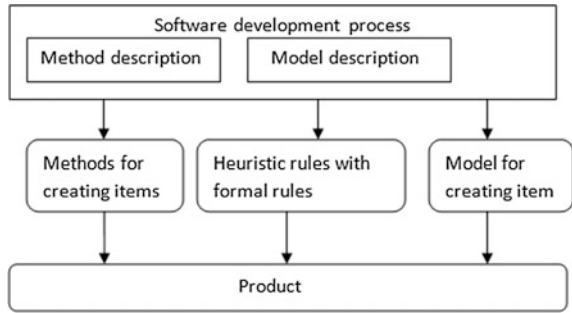 Software development process
Method description
Model description
Methods for
creating items
Heuristic rules with
formal rules
Model for
creating item
Product